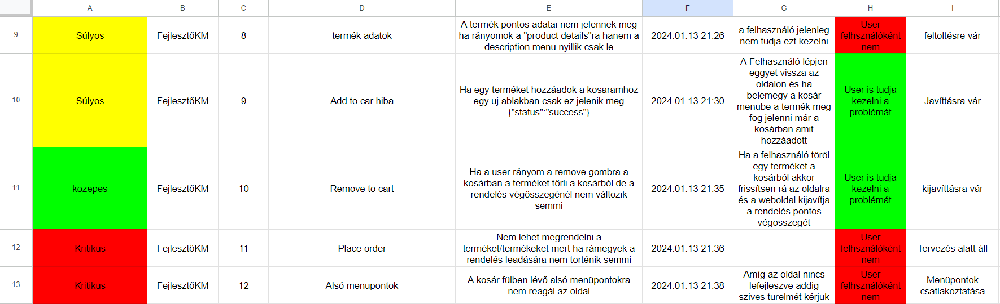 A B C D E F G H I
9
Súlyos
FejlesztőKM
8
termék adatok
A termék pontos adatai nem jelennek meg
ha rányomok a "product details"ra hanem a
description menü nyillik csak le
2024.01.13 21.26
a felhasználó jelenleg
nem tudja ezt kezelni
User
felhsználóként
nem
feltöltésre vár
10
Súlyos
FejlesztőKM
9
Add to car hiba
Ha egy terméket hozzáadok a kosaramhoz
egy uj ablakban csak ez jelenik meg
{"status":"success"}
2024.01.13 21:30
A Felhasználó lépjen
eggyet vissza az
oldalon és ha
belemegy a kosár
menübe a termék meg
fog jelenni már a
kosárban amit
hozzáadott
User is tudja
kezelni a
problémát
Javíttásra vár
11
közepes
FejlesztőKM
10
Remove to cart
Ha a user rányom a remove gombra a
kosárban a terméket törli a kosárból de a
rendelés végösszegénél nem változik
semmi
2024.01.13 21:35
Ha a felhasználó töröl
egy terméket a
kosárból akkor
frissítsen rá az oldalra
és a weboldal kijavítja
a rendelés pontos
végösszegét
User is tudja
kezelni a
problémát
kijavíttásra vár
12
Kritikus
FejlesztőKM
11
Place order
Nem lehet megrendelni a
terméket/termékeket mert ha rámegyek a
rendelés leadására nem történik semmi
2024.01.13 21:36
----------
User
felhsználóként
nem
Tervezés alatt áll
13
Kritikus
FejlesztőKM
12
Alsó menüpontok
A kosár fülben lévő alsó menüpontokra
nem reagál az oldal
2024.01.13 21:38
Amíg az oldal nincs
lefejleszve addig
szives türelmét kérjük
User
felhsználóként
nem
Menüpontok
csatlakoztatása